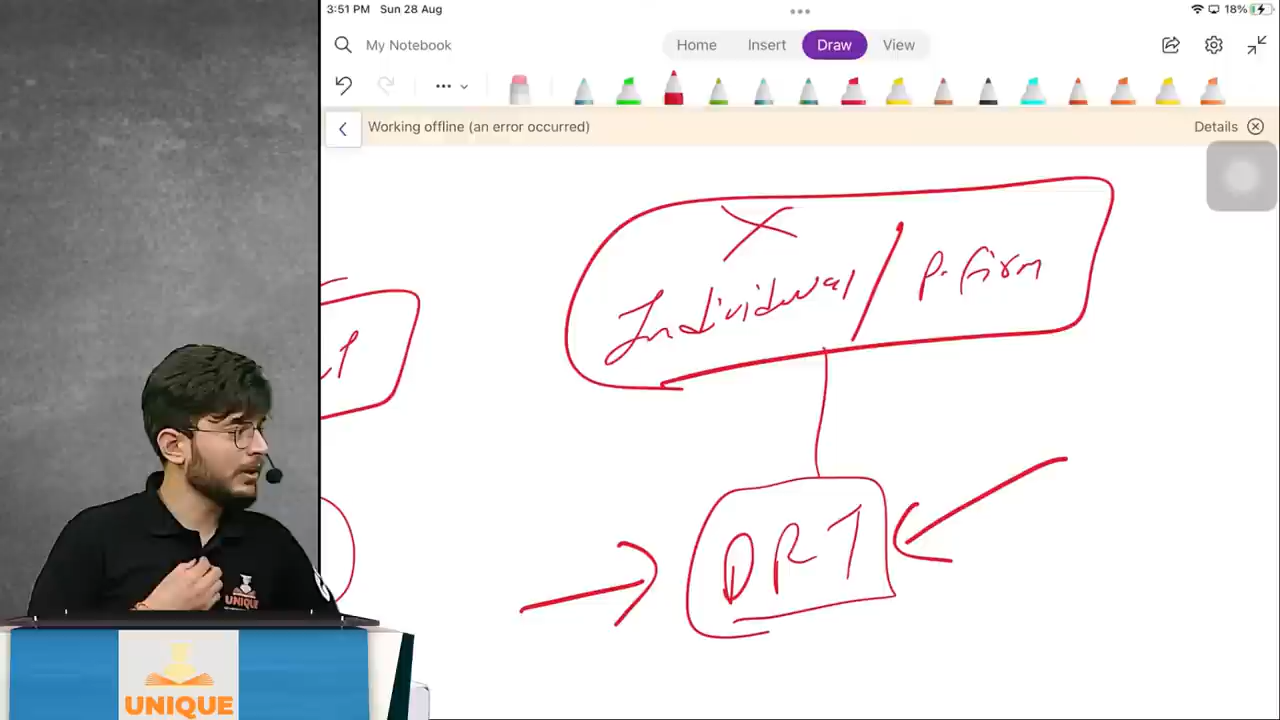 3:51 PM Sun 28 Aug
18%
My Notebook
Home Insert Draw View
Working offline (an error occurred)
Details
X
Individual / P. firm
DRT
UNIQUE
UNIQUE